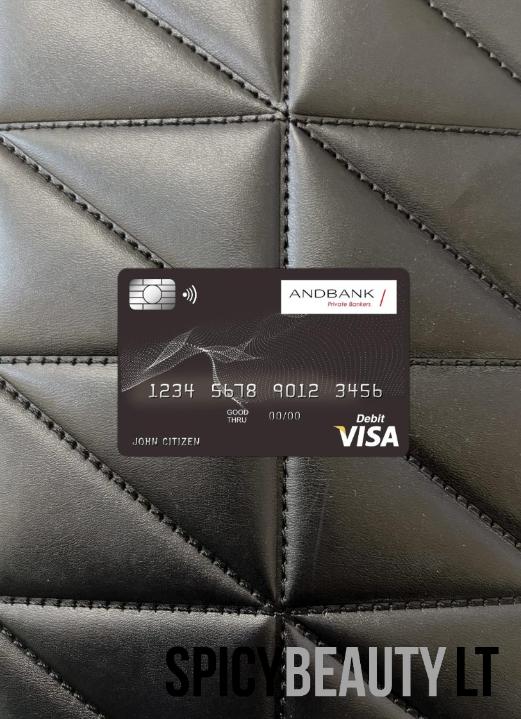 ANDBANK /
Private Bankers
1234 5678 9012 3456
GOOD
THRU 00/00
Debit
VISA
JOHN CITIZEN
SPICYBEAUTY LT